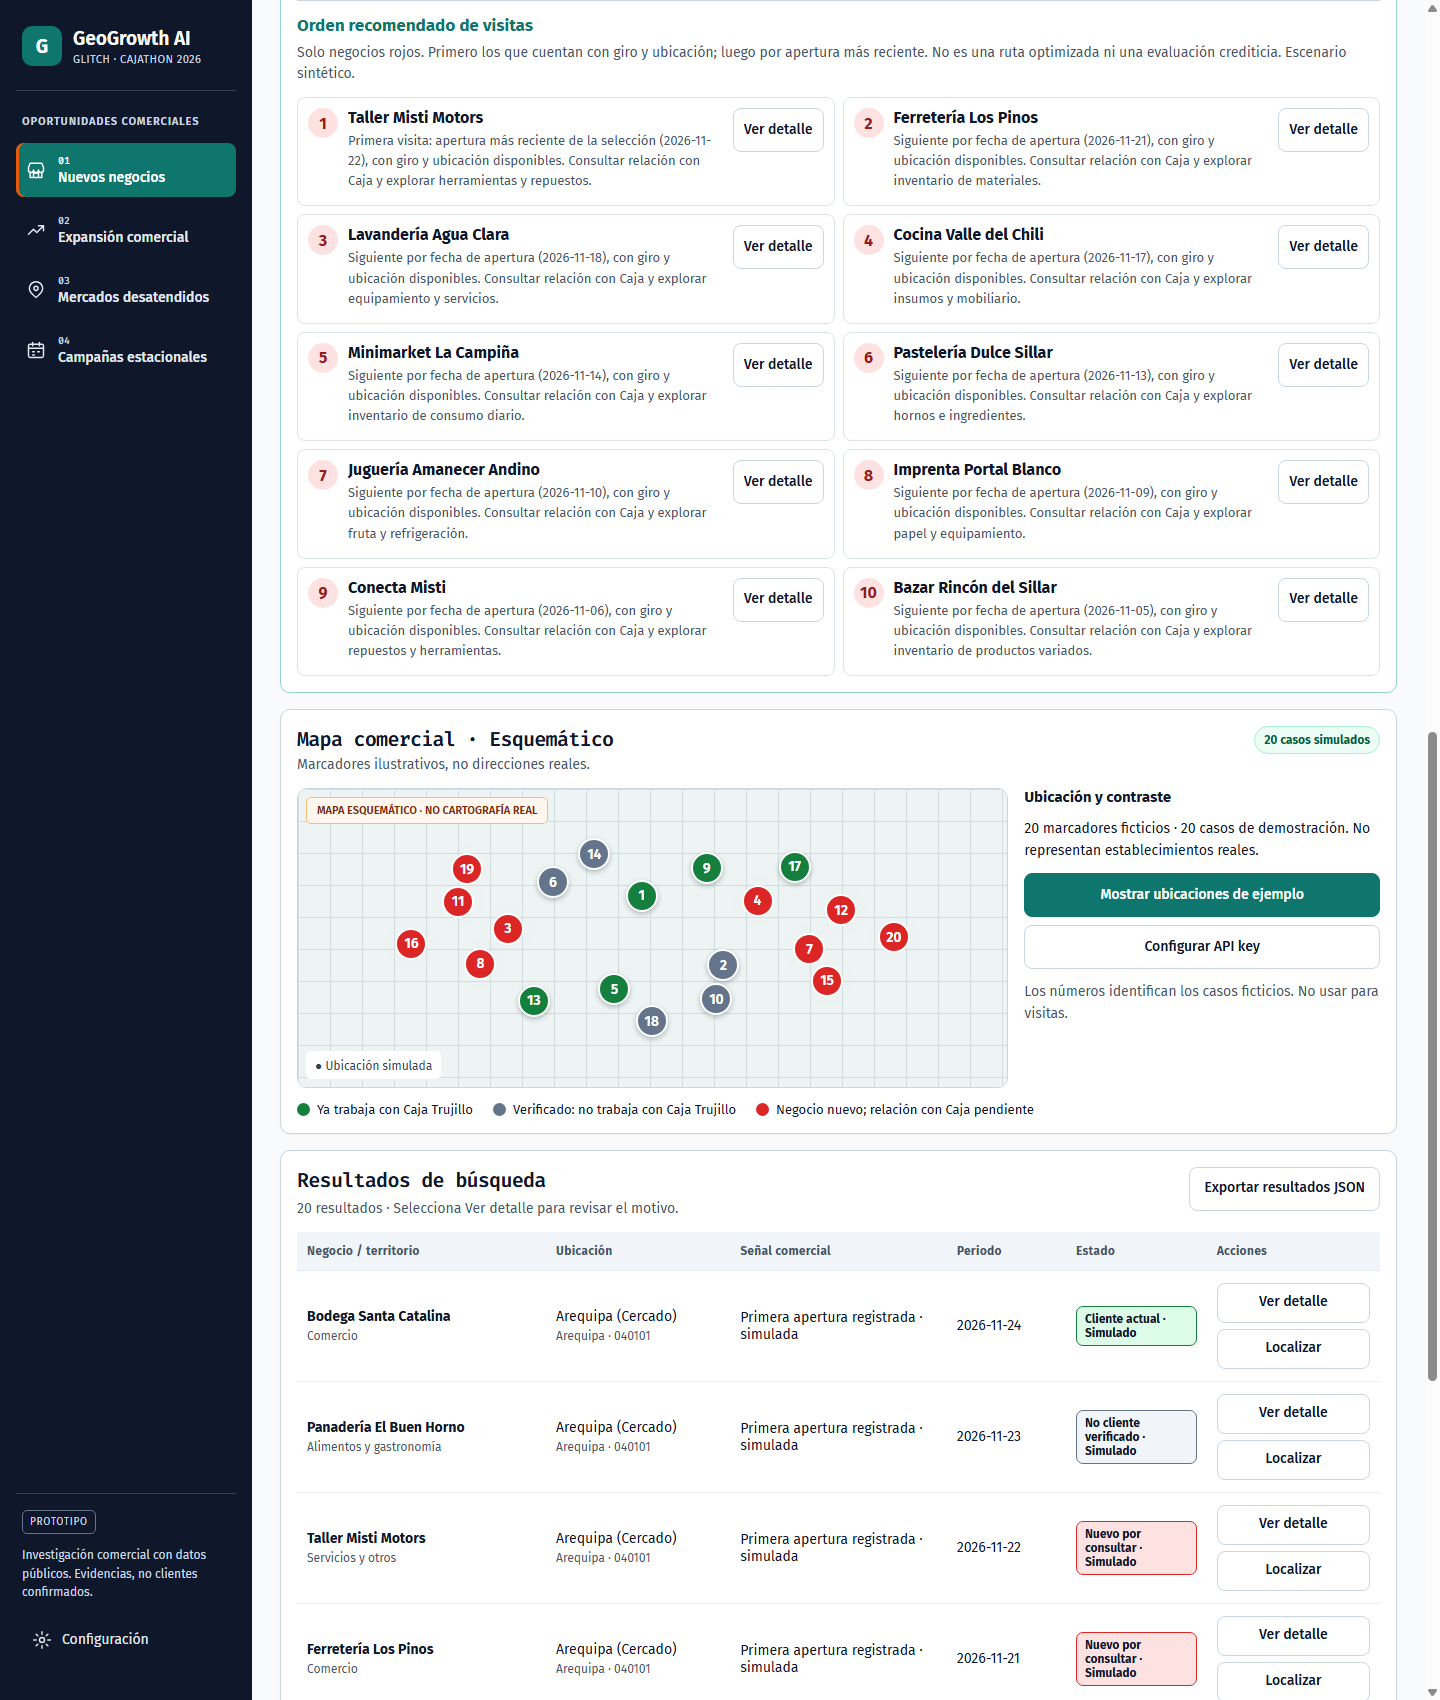 G
GeoGrowth AI
GLITCH · CAJATHON 2026
OPORTUNIDADES COMERCIALES
01
Nuevos negocios
02
Expansión comercial
03
Mercados desatendidos
04
Campañas estacionales
PROTOTIPO
Investigación comercial con datos
públicos. Evidencias, no clientes
confirmados.
Configuración
Orden recomendado de visitas
Solo negocios rojos. Primero los que cuentan con giro y ubicación; luego por apertura más reciente. No es una ruta optimizada ni una evaluación crediticia. Escenario
sintético.
1
Taller Misti Motors
Primera visita: apertura más reciente de la selección (2026-11-
22), con giro y ubicación disponibles. Consultar relación con
Caja y explorar herramientas y repuestos.
Ver detalle
2
Ferretería Los Pinos
Siguiente por fecha de apertura (2026-11-21), con giro y
ubicación disponibles. Consultar relación con Caja y explorar
inventario de materiales.
Ver detalle
3
Lavandería Agua Clara
Siguiente por fecha de apertura (2026-11-18), con giro y
ubicación disponibles. Consultar relación con Caja y explorar
equipamiento y servicios.
Ver detalle
4
Cocina Valle del Chili
Siguiente por fecha de apertura (2026-11-17), con giro y
ubicación disponibles. Consultar relación con Caja y explorar
insumos y mobiliario.
Ver detalle
5
Minimarket La Campiña
Siguiente por fecha de apertura (2026-11-14), con giro y
ubicación disponibles. Consultar relación con Caja y explorar
inventario de consumo diario.
Ver detalle
6
Pastelería Dulce Sillar
Siguiente por fecha de apertura (2026-11-13), con giro y
ubicación disponibles. Consultar relación con Caja y explorar
hornos e ingredientes.
Ver detalle
7
Juguería Amanecer Andino
Siguiente por fecha de apertura (2026-11-10), con giro y
ubicación disponibles. Consultar relación con Caja y explorar
fruta y refrigeración.
Ver detalle
8
Imprenta Portal Blanco
Siguiente por fecha de apertura (2026-11-09), con giro y
ubicación disponibles. Consultar relación con Caja y explorar
papel y equipamiento.
Ver detalle
9
Conecta Misti
Siguiente por fecha de apertura (2026-11-06), con giro y
ubicación disponibles. Consultar relación con Caja y explorar
repuestos y herramientas.
Ver detalle
10
Bazar Rincón del Sillar
Siguiente por fecha de apertura (2026-11-05), con giro y
ubicación disponibles. Consultar relación con Caja y explorar
inventario de productos variados.
Ver detalle
Mapa comercial · Esquemático
Marcadores ilustrativos, no direcciones reales.
20 casos simulados
MAPA ESQUEMÁTICO · NO CARTOGRAFÍA REAL
14
19
6
9
17
11
1
4
12
3
16
20
7
8
2
15
5
13
10
18
● Ubicación simulada
Ya trabaja con Caja Trujillo
Verificado: no trabaja con Caja Trujillo
Negocio nuevo; relación con Caja pendiente
Ubicación y contraste
20 marcadores ficticios · 20 casos de demostración. No
representan establecimientos reales.
Mostrar ubicaciones de ejemplo
Configurar API key
Los números identifican los casos ficticios. No usar para
visitas.
Resultados de búsqueda
20 resultados · Selecciona Ver detalle para revisar el motivo.
Exportar resultados JSON
Negocio / territorio
Ubicación
Señal comercial
Periodo
Estado
Acciones
Bodega Santa Catalina
Comercio
Arequipa (Cercado)
Arequipa · 040101
Primera apertura registrada ·
simulada
2026-11-24
Cliente actual ·
Simulado
Ver detalle
Localizar
Panadería El Buen Horno
Alimentos y gastronomía
Arequipa (Cercado)
Arequipa · 040101
Primera apertura registrada ·
simulada
2026-11-23
No cliente
verificado ·
Simulado
Ver detalle
Localizar
Taller Misti Motors
Servicios y otros
Arequipa (Cercado)
Arequipa · 040101
Primera apertura registrada ·
simulada
2026-11-22
Nuevo por
consultar ·
Simulado
Ver detalle
Localizar
Ferretería Los Pinos
Comercio
Arequipa (Cercado)
Arequipa · 040101
Primera apertura registrada ·
simulada
2026-11-21
Nuevo por
consultar ·
Simulado
Ver detalle
Localizar